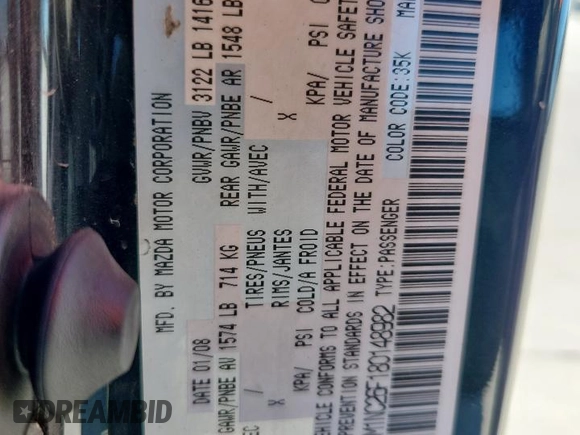 MFD. BY MAZDA MOTOR CORPORATION
DATE 01/08 GVWR/PNBV 3122 LB 1416
GAWR/PNBE AV 1574 LB 714 KG REAR GAWR/PNBE AR 1548 LB
/ TIRES/PNEUS WITH/AVEC /
X RIMS/JANTES X
KPA/ PSI COLD/A FROID KPA/ PSI
VEHICLE CONFORMS TO ALL APPLICABLE FEDERAL MOTOR VEHICLE SAFET
PREVENTION STANDARDS IN EFFECT ON THE DATE OF MANUFACTURE SHO
JM1NC25F180148982 TYPE:PASSENGER COLOR CODE:35K MA
DREAMBID